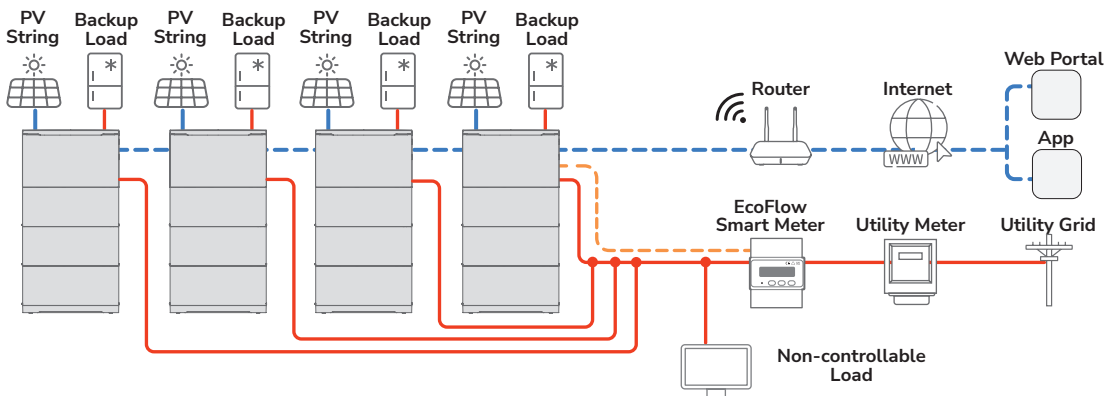 PV
String
Backup
Load
PV
String
Backup
Load
PV
String
Backup
Load
PV
String
Backup
Load
Router
Internet
WWW
Web Portal
App
EcoFlow
Smart Meter
Utility Meter
Utility Grid
Non-controllable
Load